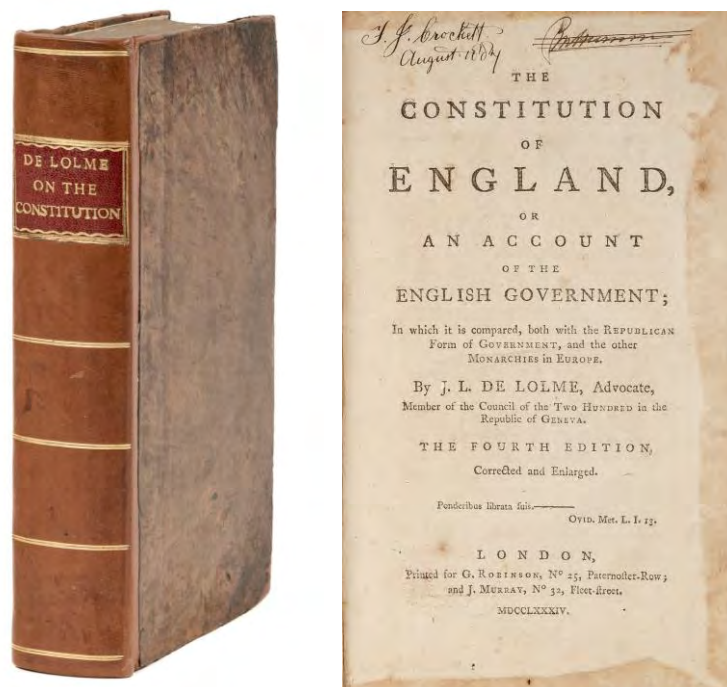 DE LOLME
ON THE
CONSTITUTION
F. J. Crockett
August
THE
CONSTITUTION
OF
ENGLAND,
OR
AN ACCOUNT
OF THE
ENGLISH GOVERNMENT;
In which it is compared, both with the REPUBLICAN
Form of GOVERNMENT, and the other
MONARCHIES in EUROPE.
By J. L. DE LOLME, Advocate,
Member of the Council of the TWO HUNDRED in the
Republic of GENEVA.
THE FOURTH EDITION,
Corrected and Enlarged.
Ponderibus librata ſuis.
OVID. Met. L. I. 13.
LONDON,
Printed for G. ROBINSON, Nº 25, Paternoſter-Row;
and J. MURRAY, Nº 32, Fleet-ſtreet.
MDCCLXXXIV.